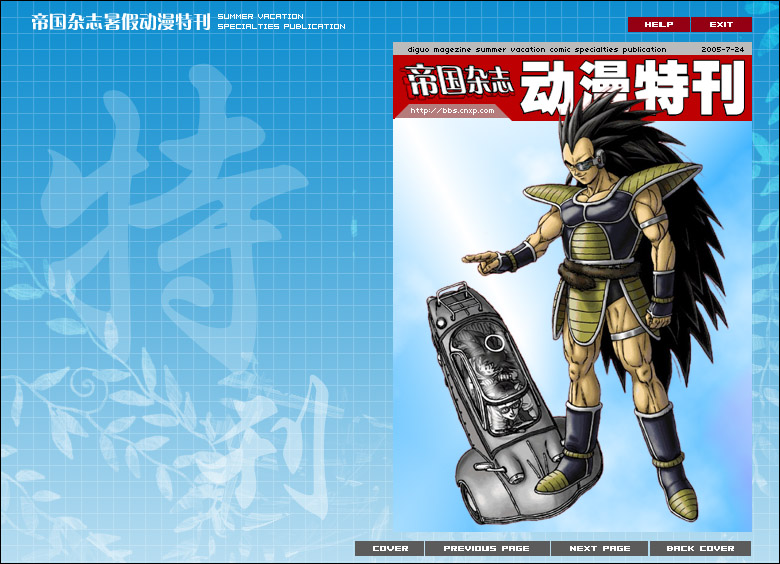 帝国杂志暑假动漫特刊
SUMMER VACATION
SPECIALTIES PUBLICATION
HELP
EXIT
diguo magezine summer vacation comic specialties publication 2005-7-24
帝国杂志 动漫特刊
http://bbs.cnxp.com
特
刊
COVER
PREVIOUS PAGE
NEXT PAGE
BACK COVER